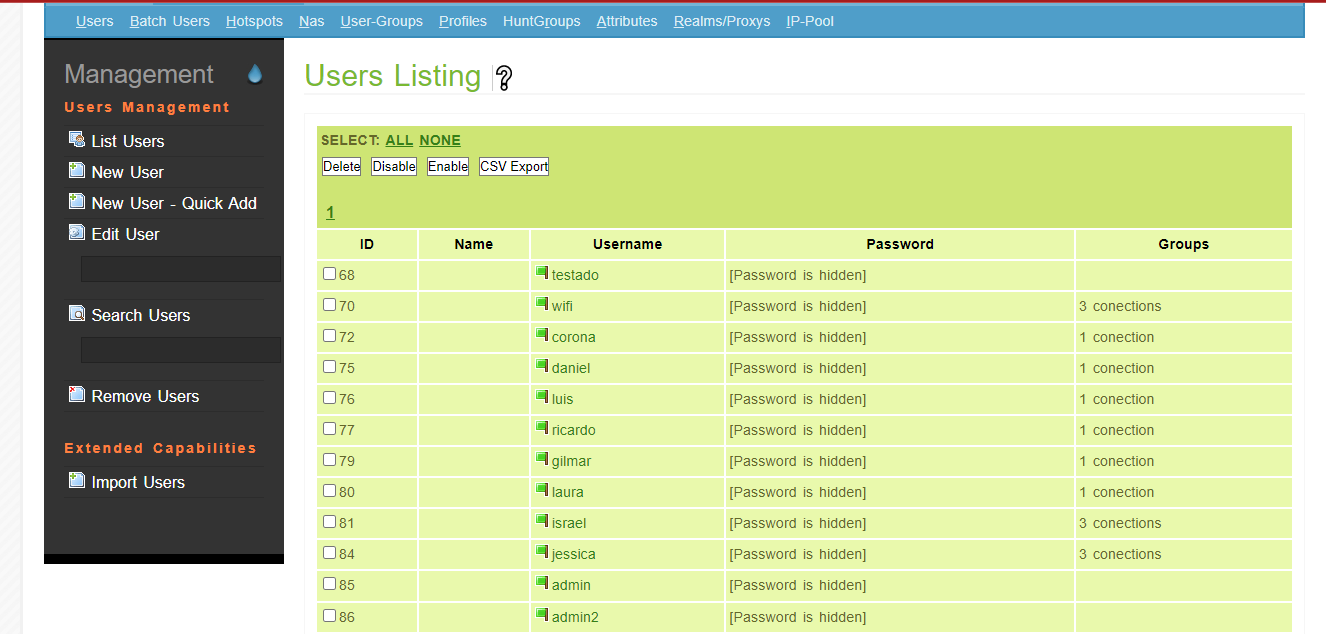 Users Batch Users Hotspots Nas User-Groups Profiles HuntGroups Attributes Realms/Proxys IP-Pool
Management
Users Management
List Users
New User
New User - Quick Add
Edit User
Search Users
Remove Users
Extended Capabilities
Import Users
Users Listing
SELECT: ALL NONE
Delete Disable Enable CSV Export
1
ID Name Username Password Groups
68 testado [Password is hidden]
70 wifi [Password is hidden] 3 conections
72 corona [Password is hidden] 1 conection
75 daniel [Password is hidden] 1 conection
76 luis [Password is hidden] 1 conection
77 ricardo [Password is hidden] 1 conection
79 gilmar [Password is hidden] 1 conection
80 laura [Password is hidden] 1 conection
81 israel [Password is hidden] 3 conections
84 jessica [Password is hidden] 3 conections
85 admin [Password is hidden]
86 admin2 [Password is hidden]